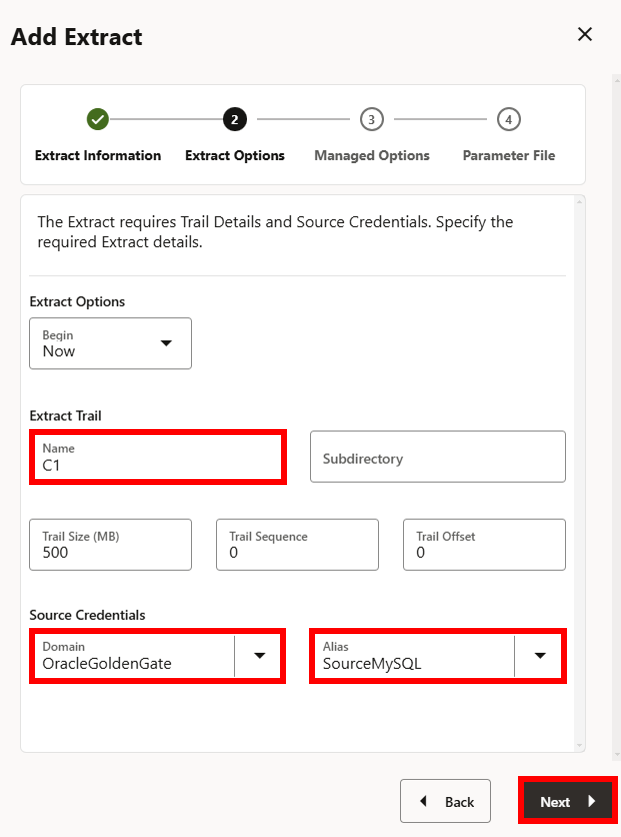 Add Extract
2
3
4
Extract Information
Extract Options
Managed Options
Parameter File
The Extract requires Trail Details and Source Credentials. Specify the
required Extract details.
Extract Options
Begin
Now
Extract Trail
Name
C1
Subdirectory
Trail Size (MB)
500
Trail Sequence
0
Trail Offset
0
Source Credentials
Domain
OracleGoldenGate
Alias
SourceMySQL
Back
Next